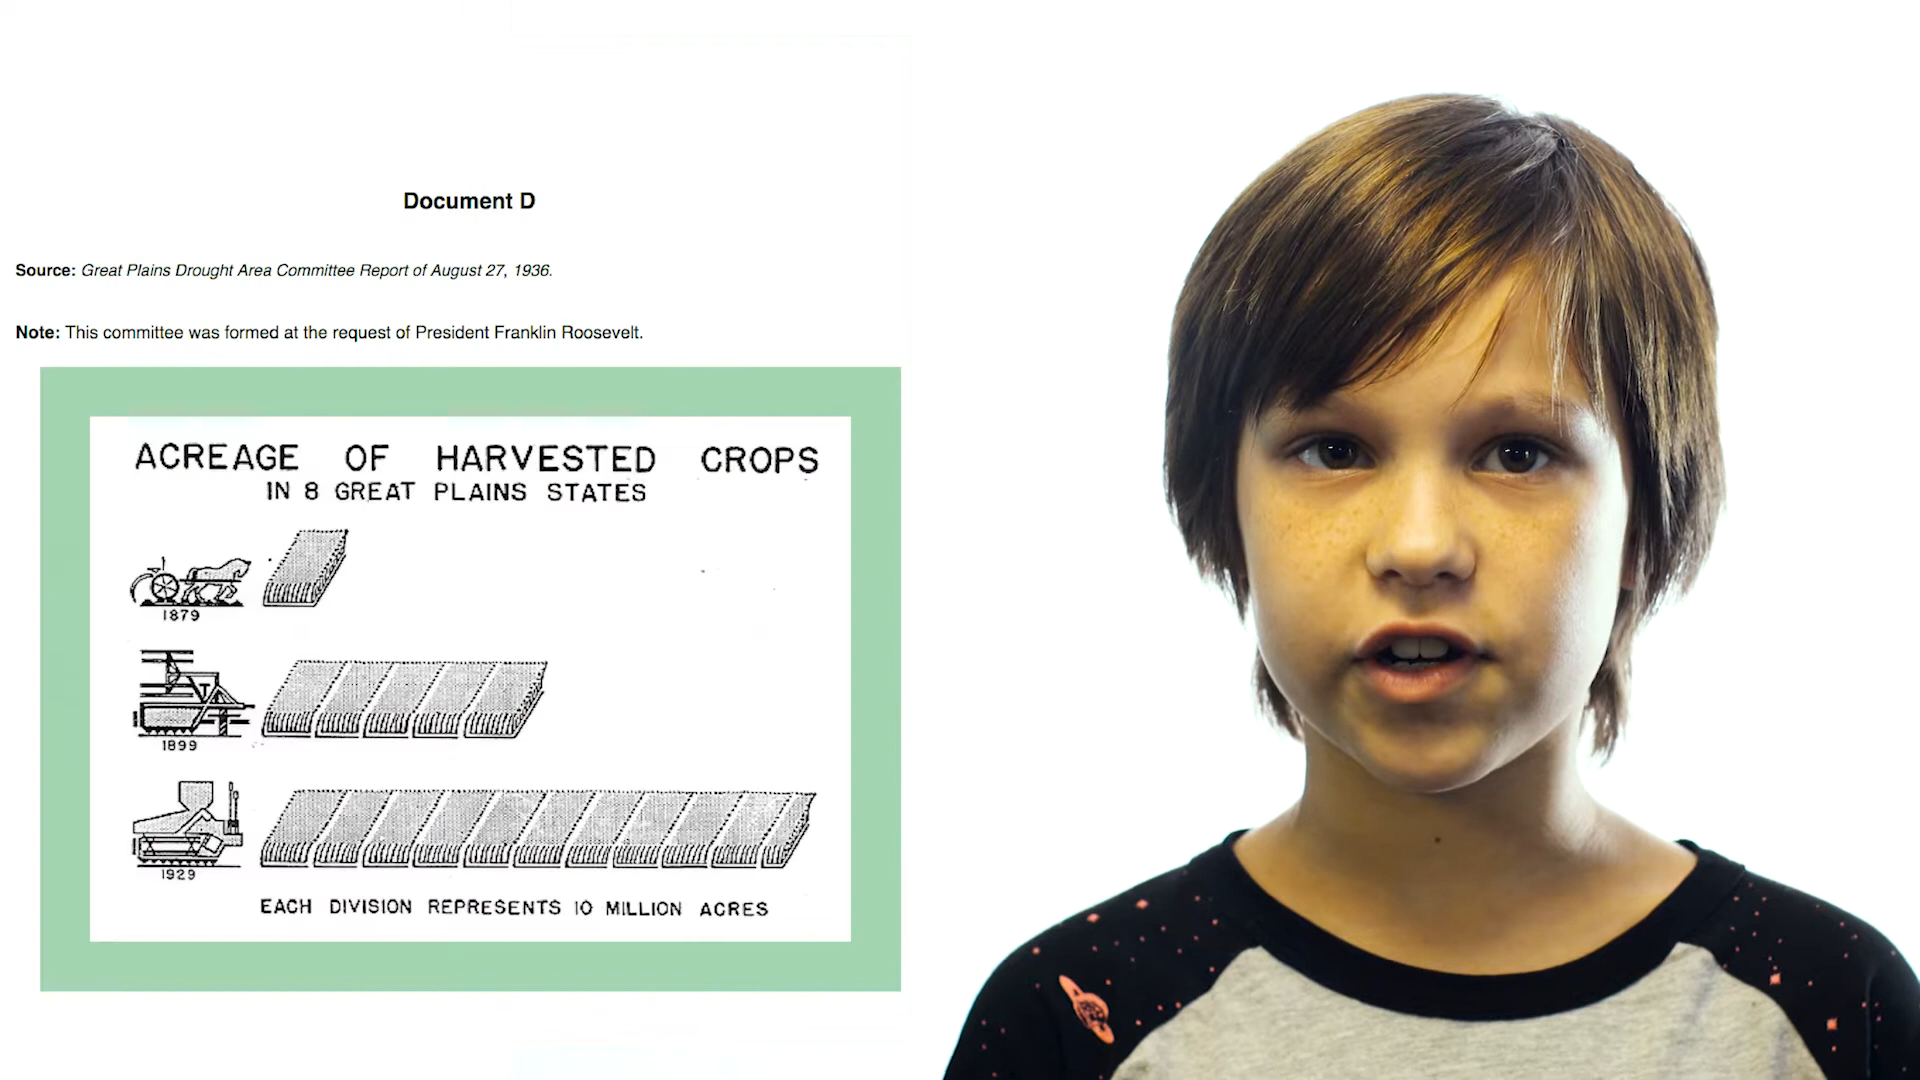 Document D
Source: Great Plains Drought Area Committee Report of August 27, 1936.
Note: This committee was formed at the request of President Franklin Roosevelt.
ACREAGE OF HARVESTED CROPS
IN 8 GREAT PLAINS STATES
1879
1899
1929
EACH DIVISION REPRESENTS 10 MILLION ACRES